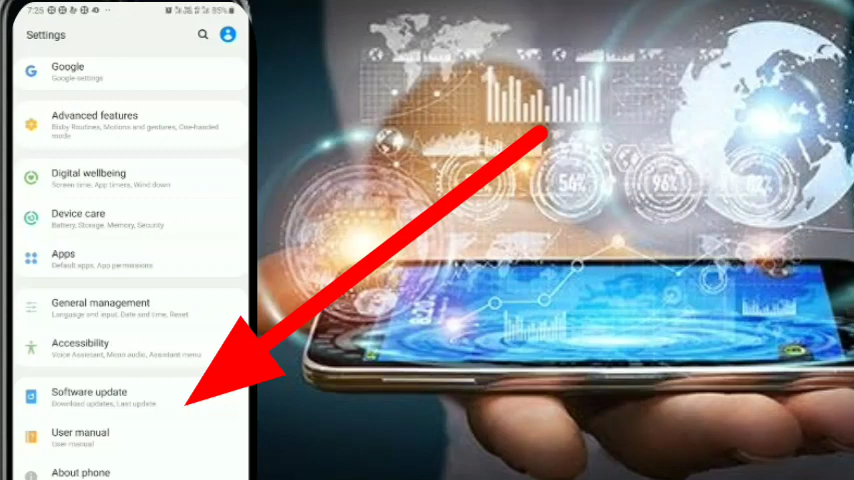 7:25
85%
Settings
Google
Google settings
Advanced features
Bixby Routines, Motions and gestures, One-handed
mode
Digital wellbeing
Screen time, App timers, Wind down
Device care
Battery, Storage, Memory, Security
Apps
Default apps, App permissions
General management
Language and input, Date and time, Reset
Accessibility
Voice Assistant, Mono audio, Assistant menu
Software update
Download updates, Last update
User manual
User manual
About phone
54%
96%